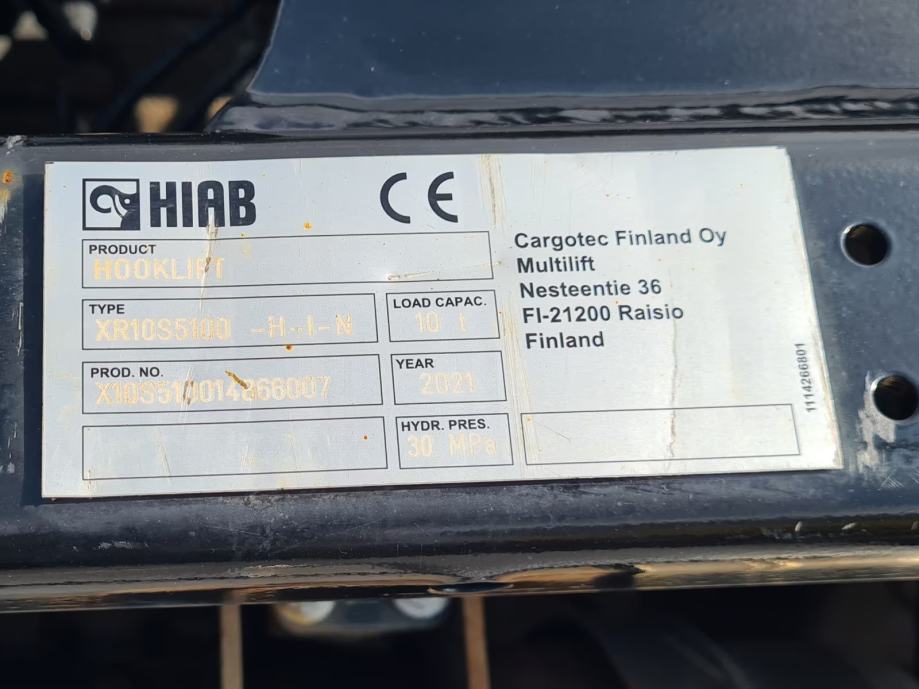 HIAB CE
PRODUCT
HOOKLIFT
TYPE
XR10S5100 -H-I-N
LOAD CAPAC.
10 t
PROD. NO.
X10S510014866007
YEAR
2021
HYDR. PRES.
30 MPa
Cargotec Finland Oy
Multilift
Nesteentie 36
FI-21200 Raisio
Finland
1114266801